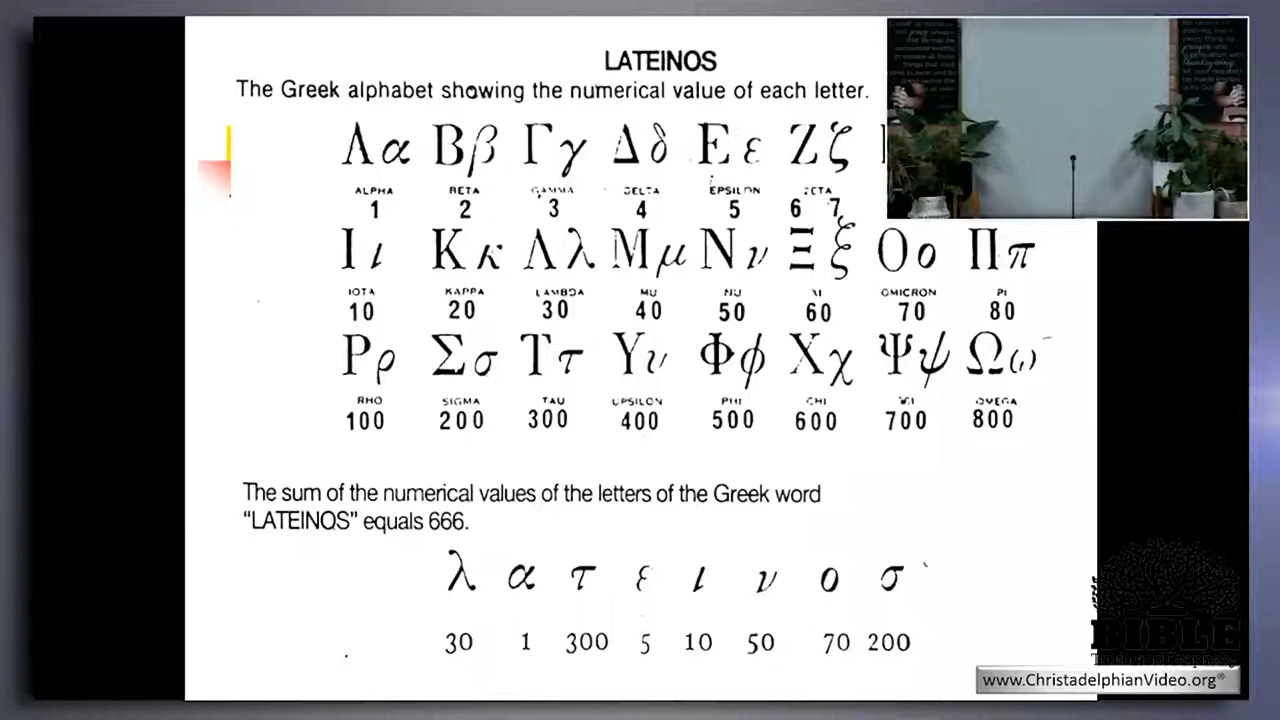 LATEINOS
The Greek alphabet showing the numerical value of each letter.
Λα Ββ Γγ Δδ Εε Ζζ
ALPHA BETA GAMMA DELTA EPSILON ZETA
1 2 3 4 5 6 7
Ιι Κκ Λλ Μμ Νν Ξξ Οο Ππ
IOTA KAPPA LAMBDA MU NU XI OMICRON PI
10 20 30 40 50 60 70 80
Ρρ Σσ Ττ Υυ Φφ Χχ Ψψ Ωω
RHO SIGMA TAU UPSILON PHI CHI PSI OMEGA
100 200 300 400 500 600 700 800
The sum of the numerical values of the letters of the Greek word
“LATEINOS” equals 666.
λ α τ ε ι ν ο σ
30 1 300 5 10 50 70 200
BIBLE
www.ChristadelphianVideo.org®